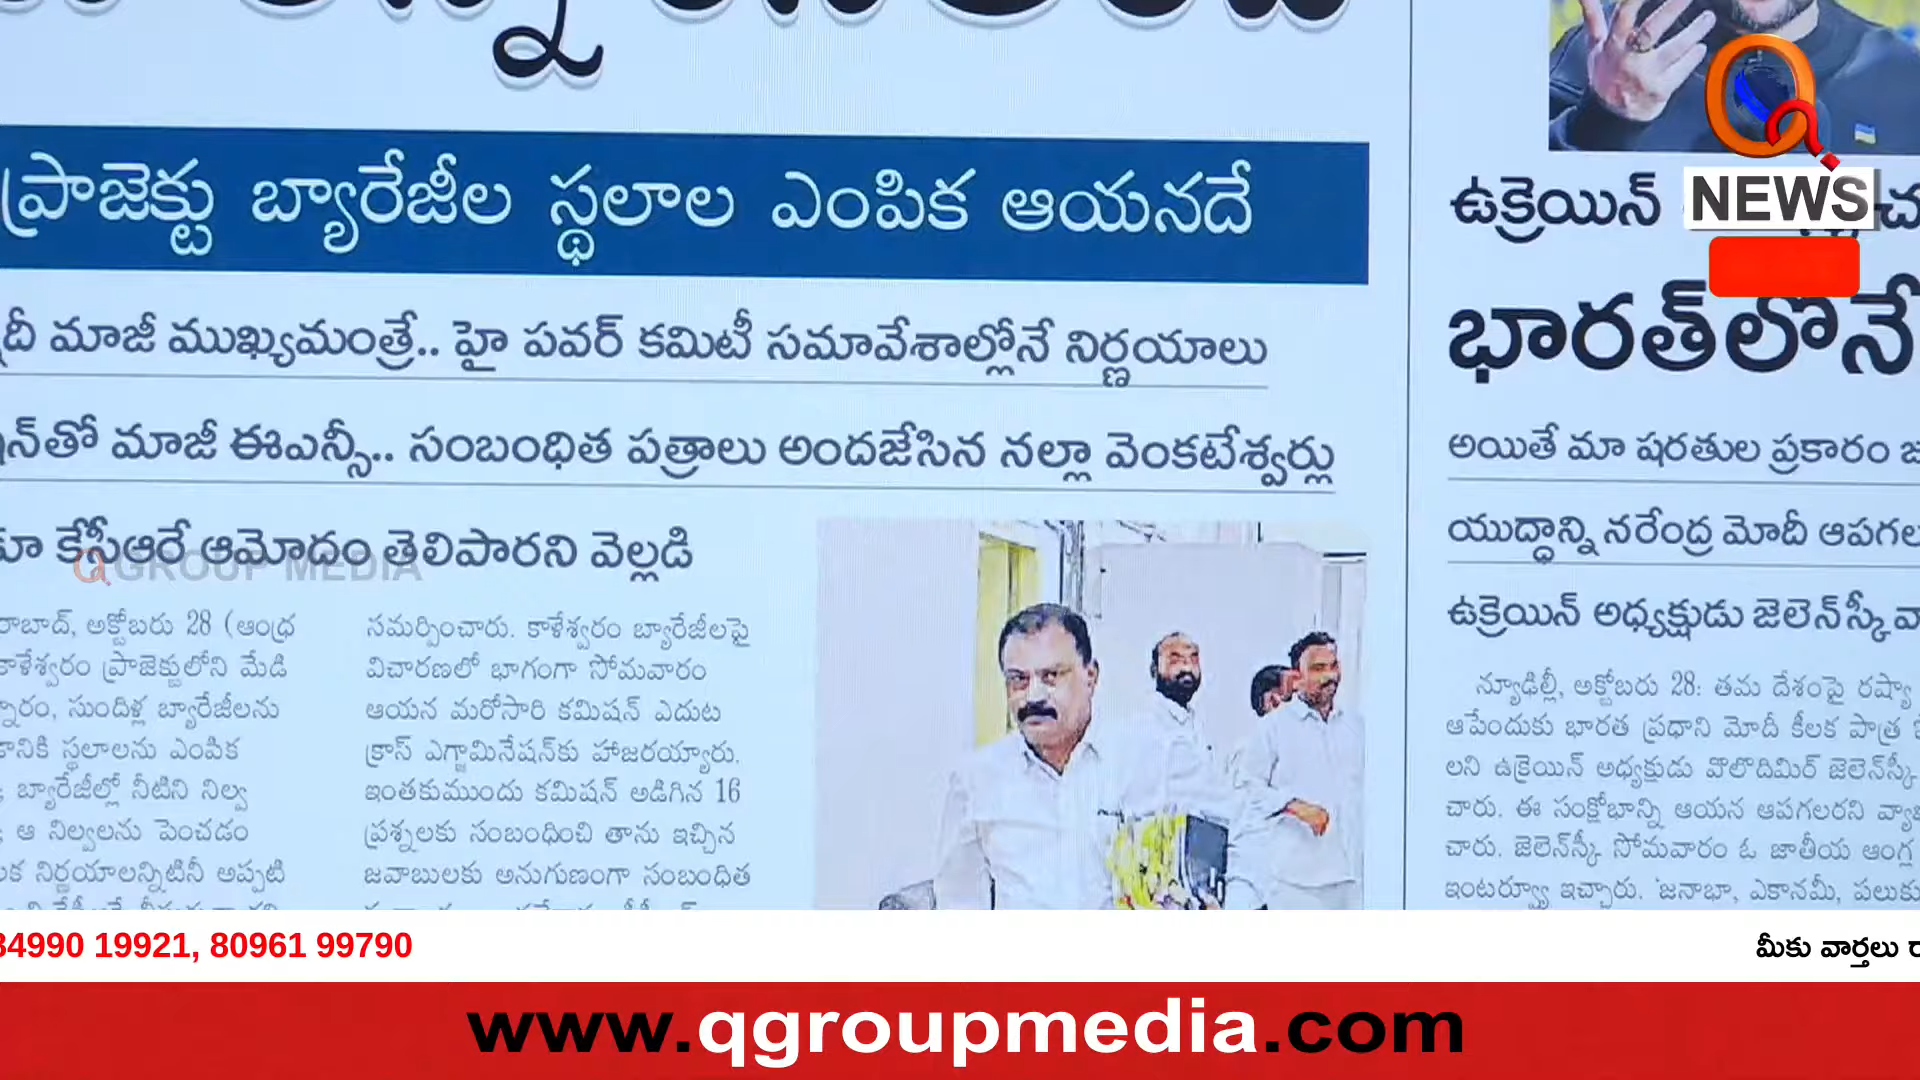 ప్రాజెక్టు బ్యారేజీల స్థలాల ఎంపిక ఆయనదే
మాజీ ముఖ్యమంత్రే.. హై పవర్ కమిటీ సమావేశాల్లోనే నిర్ణయాలు
మాజీ ఈఎన్సీ.. సంబంధిత పత్రాలు అందజేసిన నల్లా వెంకటేశ్వర్లు
కేసీఆరే ఆమోదం తెలిపారని వెల్లడి
Q GROUP MEDIA
అక్టోబరు 28 (ఆంధ్ర
కాళేశ్వరం ప్రాజెక్టులోని మేడి
సుందిళ్ల బ్యారేజీలను
స్థలాలను ఎంపిక
బ్యారేజీల్లో నీటిని నిల్వ
ఆ నిల్వలను పెంచడం
నిర్ణయాలన్నిటినీ అప్పటి
సమర్పించారు. కాళేశ్వరం బ్యారేజీలపై
విచారణలో భాగంగా సోమవారం
ఆయన మరోసారి కమిషన్ ఎదుట
క్రాస్ ఎగ్జామినేషన్‌కు హాజరయ్యారు.
ఇంతకుముందు కమిషన్ అడిగిన 16
ప్రశ్నలకు సంబంధించి తాను ఇచ్చిన
జవాబులకు అనుగుణంగా సంబంధిత
Q
NEWS
ఉక్రెయిన్
భారత్‌లోనే
అయితే మా షరతుల ప్రకారం
యుద్ధాన్ని నరేంద్ర మోదీ
ఉక్రెయిన్ అధ్యక్షుడు జెలెన్‌స్కీ
న్యూఢిల్లీ, అక్టోబరు 28: తమ దేశంపై రష్యా
ఆపేందుకు భారత ప్రధాని మోదీ కీలక పాత్ర
లని ఉక్రెయిన్ అధ్యక్షుడు వొలొదిమిర్ జెలెన్‌స్కీ
చారు. ఈ సంక్షోభాన్ని ఆయన ఆపగలరని
చారు. జెలెన్‌స్కీ సోమవారం ఓ జాతీయ ఆంగ్ల
ఇంటర్వ్యూ ఇచ్చారు. 'జనాభా, ఎకానమీ,
34990 19921, 80961 99790
మీకు వార్తలు
www.qgroupmedia.com